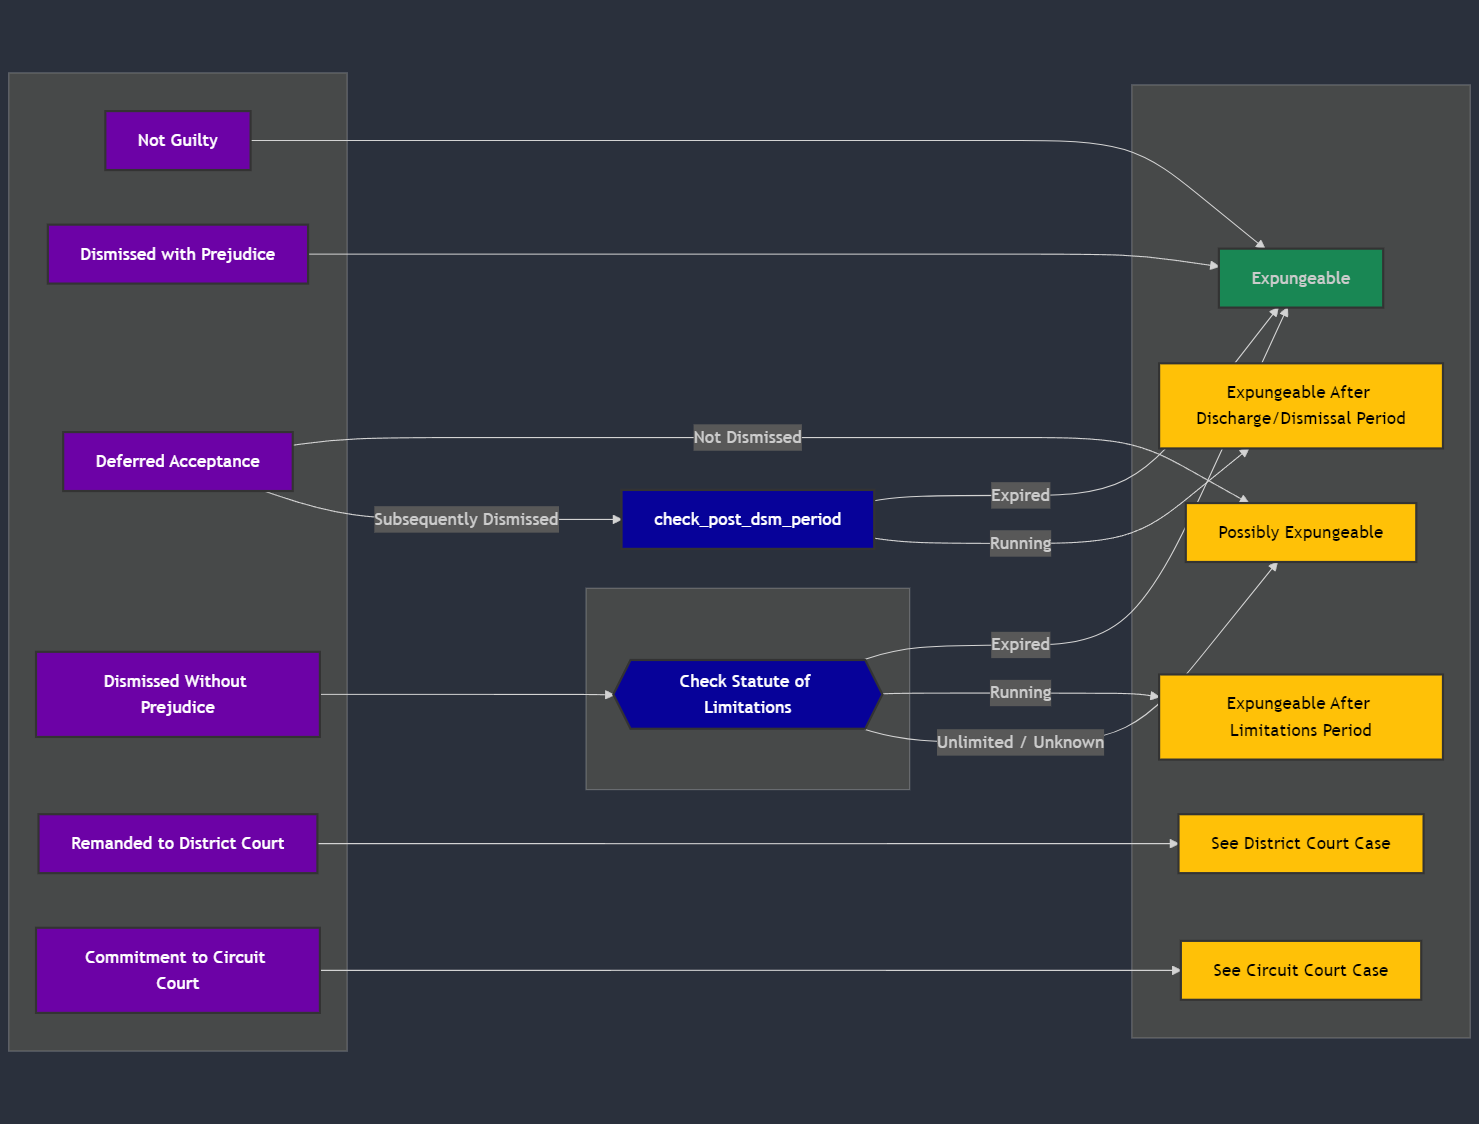 Not Guilty
Dismissed with Prejudice
Expungeable
Expungeable After
Discharge/Dismissal Period
Deferred Acceptance
Not Dismissed
Subsequently Dismissed
check_post_dsm_period
Expired
Running
Possibly Expungeable
Dismissed Without
Prejudice
Check Statute of
Limitations
Expired
Running
Unlimited / Unknown
Expungeable After
Limitations Period
Remanded to District Court
See District Court Case
Commitment to Circuit
Court
See Circuit Court Case